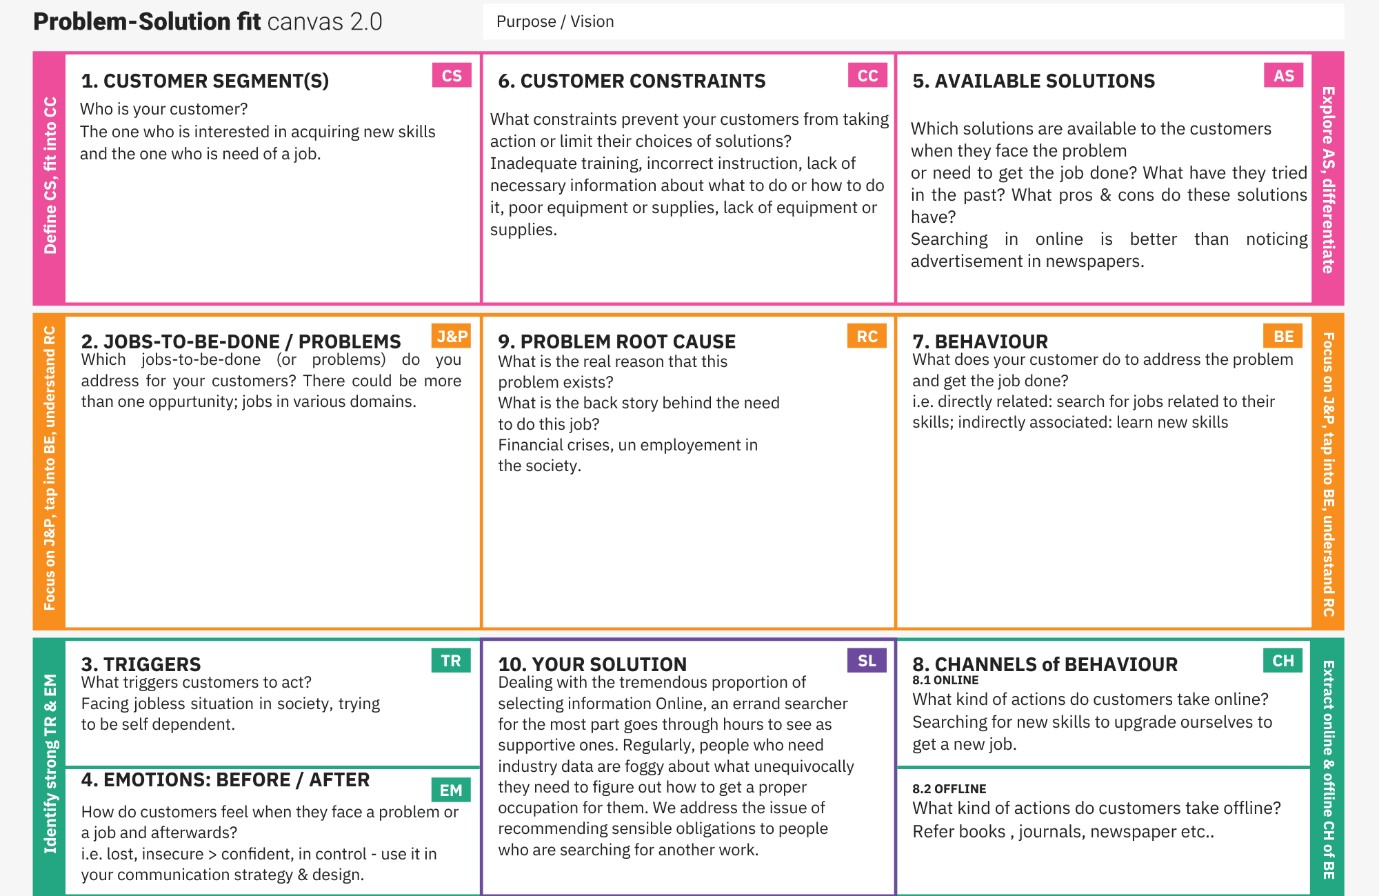 Problem-Solution fit canvas 2.0
Purpose / Vision
Define CS, fit into CC
1. CUSTOMER SEGMENT(S)
CS
Who is your customer?
The one who is interested in acquiring new skills
and the one who is need of a job.
6. CUSTOMER CONSTRAINTS
CC
What constraints prevent your customers from taking
action or limit their choices of solutions?
Inadequate training, incorrect instruction, lack of
necessary information about what to do or how to do
it, poor equipment or supplies, lack of equipment or
supplies.
5. AVAILABLE SOLUTIONS
AS
Which solutions are available to the customers
when they face the problem
or need to get the job done? What have they tried
in the past? What pros & cons do these solutions
have?
Searching in online is better than noticing
advertisement in newspapers.
Explore AS, differentiate
Focus on J&P, tap into BE, understand RC
2. JOBS-TO-BE-DONE / PROBLEMS
J&P
Which jobs-to-be-done (or problems) do you
address for your customers? There could be more
than one oppurtunity; jobs in various domains.
9. PROBLEM ROOT CAUSE
RC
What is the real reason that this
problem exists?
What is the back story behind the need
to do this job?
Financial crises, un employement in
the society.
7. BEHAVIOUR
BE
What does your customer do to address the problem
and get the job done?
i.e. directly related: search for jobs related to their
skills; indirectly associated: learn new skills
Focus on J&P, tap into BE, understand RC
Identify strong TR & EM
3. TRIGGERS
TR
What triggers customers to act?
Facing jobless situation in society, trying
to be self dependent.
4. EMOTIONS: BEFORE / AFTER
EM
How do customers feel when they face a problem or
a job and afterwards?
i.e. lost, insecure > confident, in control - use it in
your communication strategy & design.
10. YOUR SOLUTION
SL
Dealing with the tremendous proportion of
selecting information Online, an errand searcher
for the most part goes through hours to see as
supportive ones. Regularly, people who need
industry data are foggy about what unequivocally
they need to figure out how to get a proper
occupation for them. We address the issue of
recommending sensible obligations to people
who are searching for another work.
8. CHANNELS of BEHAVIOUR
CH
8.1 ONLINE
What kind of actions do customers take online?
Searching for new skills to upgrade ourselves to
get a new job.
8.2 OFFLINE
What kind of actions do customers take offline?
Refer books , journals, newspaper etc..
Extract online & offline CH of BE